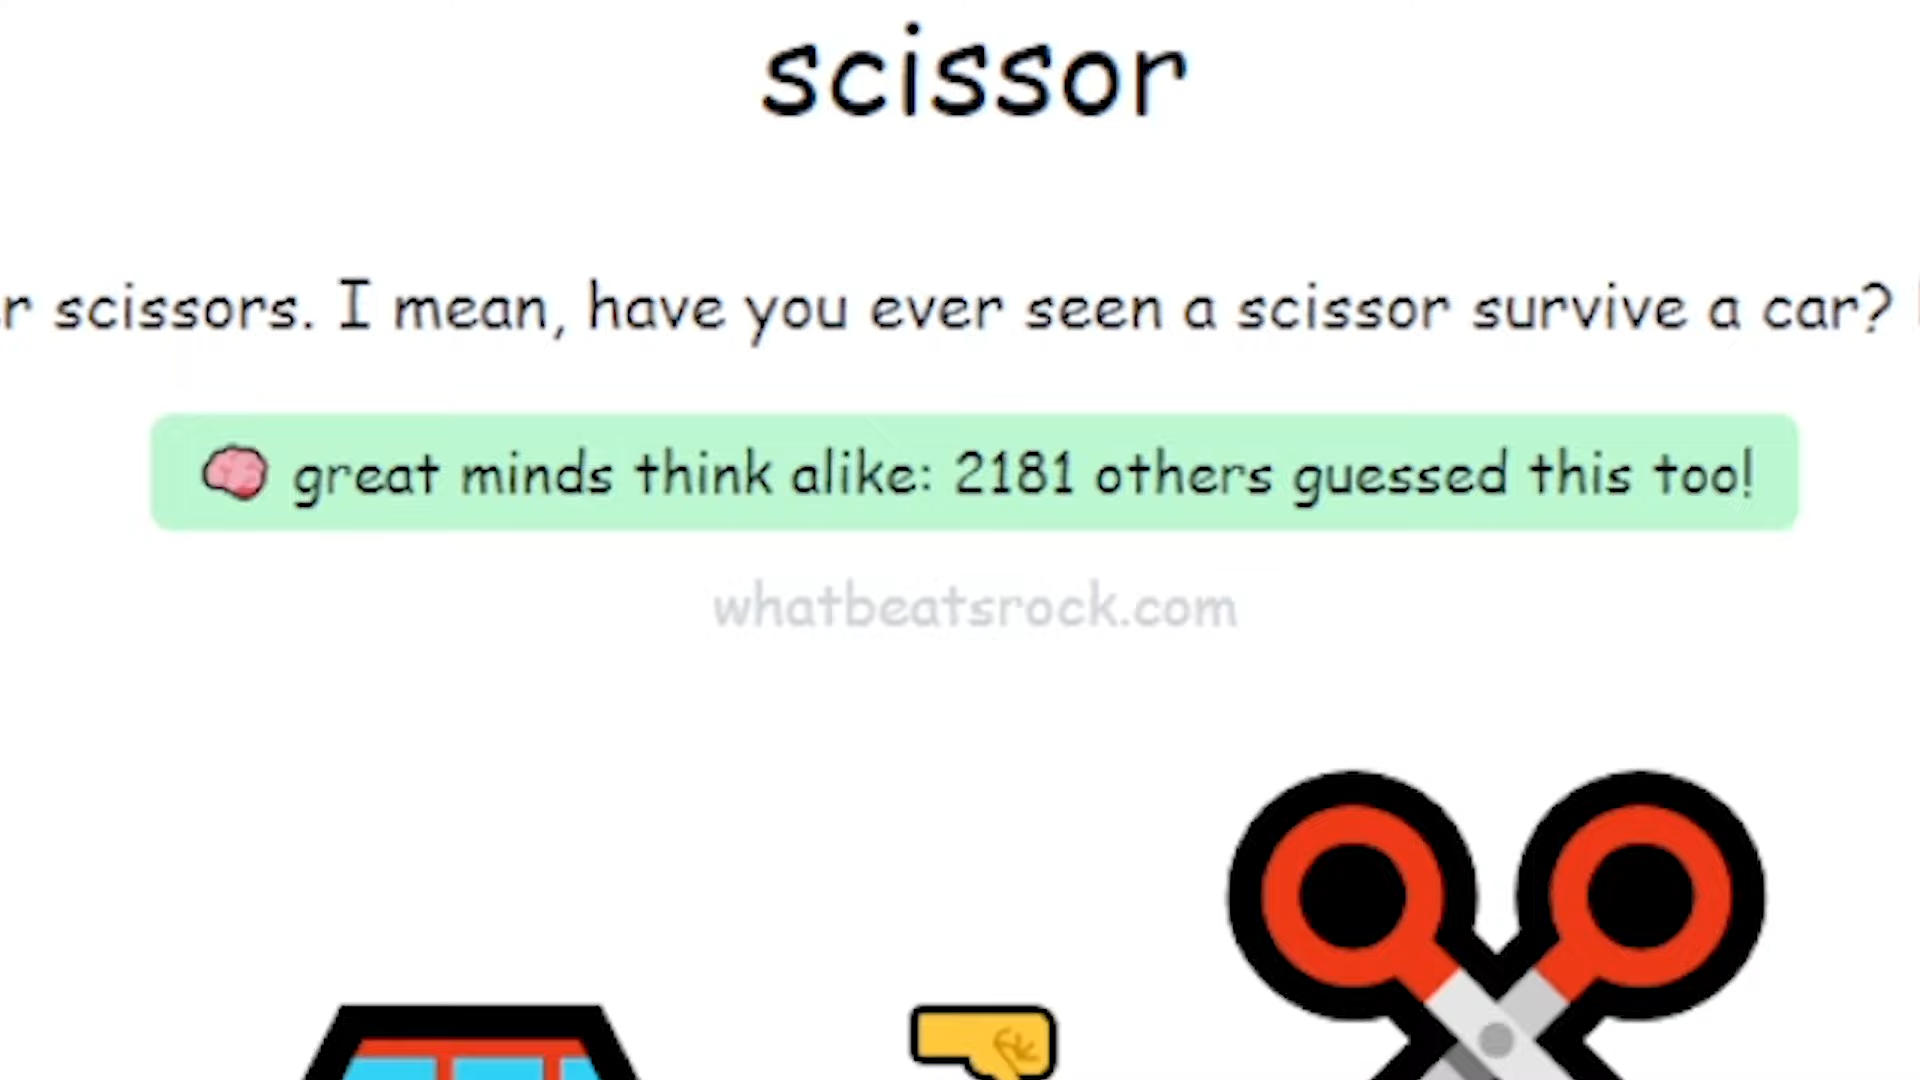 scissor
r scissors. I mean, have you ever seen a scissor survive a car?
great minds think alike: 2181 others guessed this too!
whatbeatsrock.com